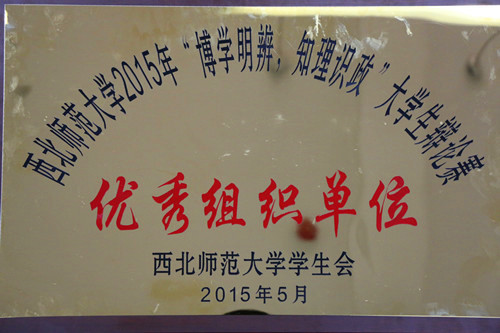 西北师范大学2015年“博学明辨，知理识政”大学生辩论赛
优秀组织单位
西北师范大学学生会
2015年5月